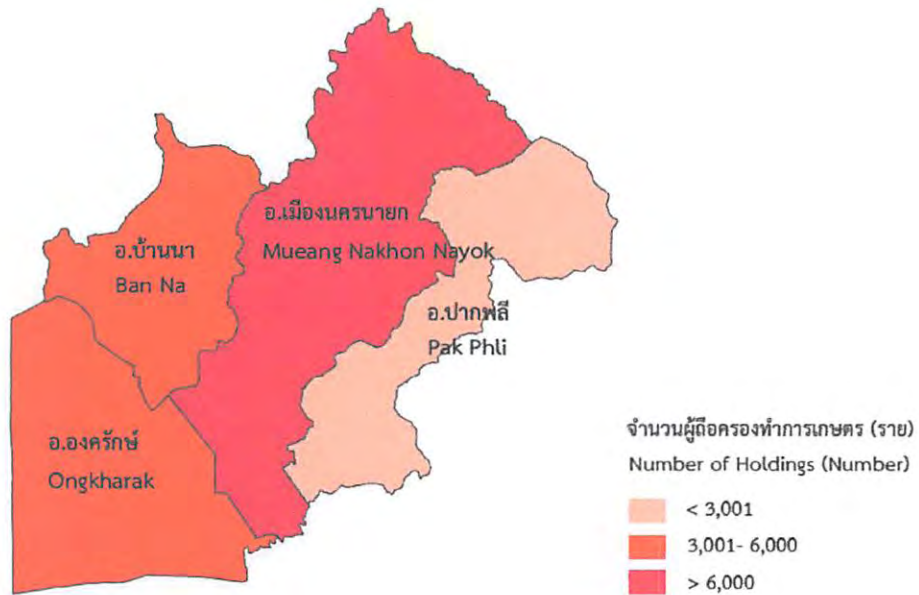 อ.เมืองนครนายก
Mueang Nakhon Nayok
อ.บ้านนา
Ban Na
อ.ปากพลี
Pak Phli
อ.องครักษ์
Ongkharak
จำนวนผู้ถือครองทำการเกษตร (ราย)
Number of Holdings (Number)
< 3,001
3,001- 6,000
> 6,000